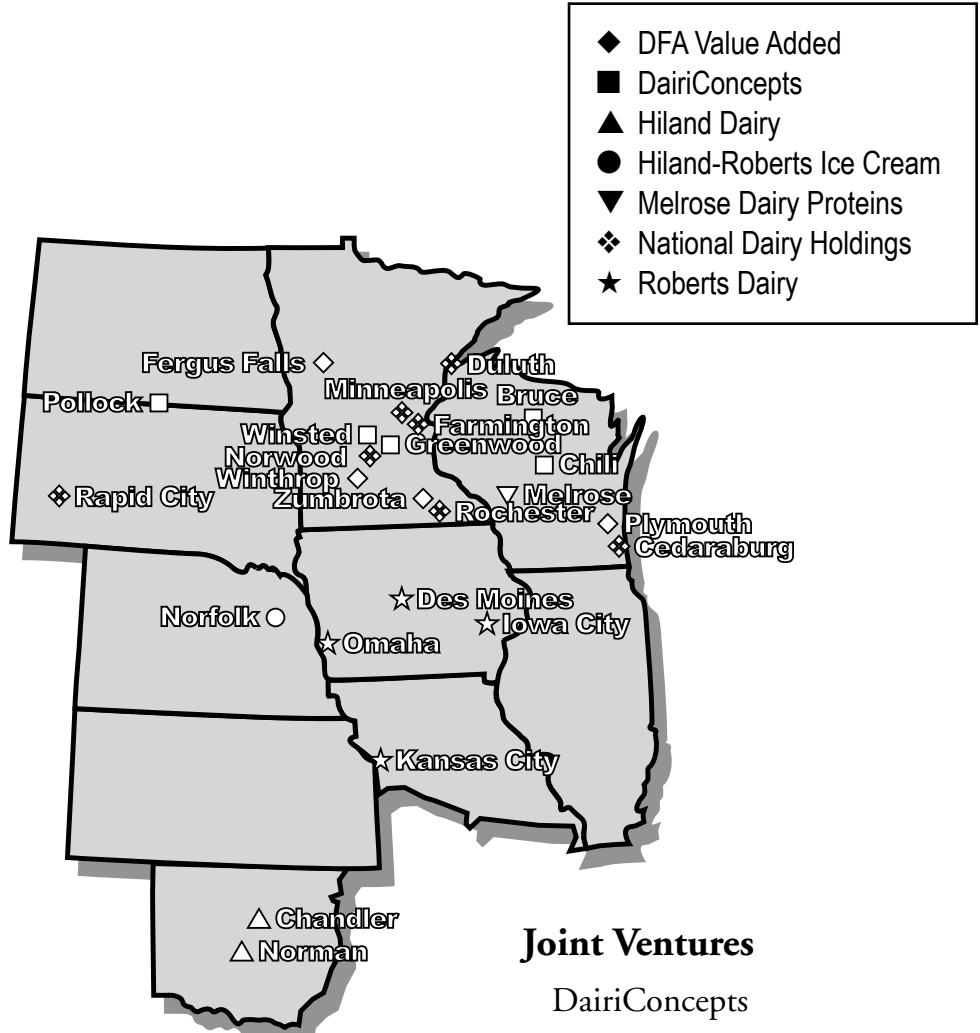 DFA Value Added
DairiConcepts
Hiland Dairy
Hiland-Roberts Ice Cream
Melrose Dairy Proteins
National Dairy Holdings
Roberts Dairy
Fergus Falls
Duluth
Minneapolis
Bruce
Pollock
Farmington
Winsted
Greenwood
Norwood
Chili
Winthrop
Rapid City
Zumbrota
Melrose
Rochester
Plymouth
Cedaraburg
Des Moines
Norfolk
Iowa City
Omaha
Kansas City
Chandler
Norman
Joint Ventures
DairiConcepts